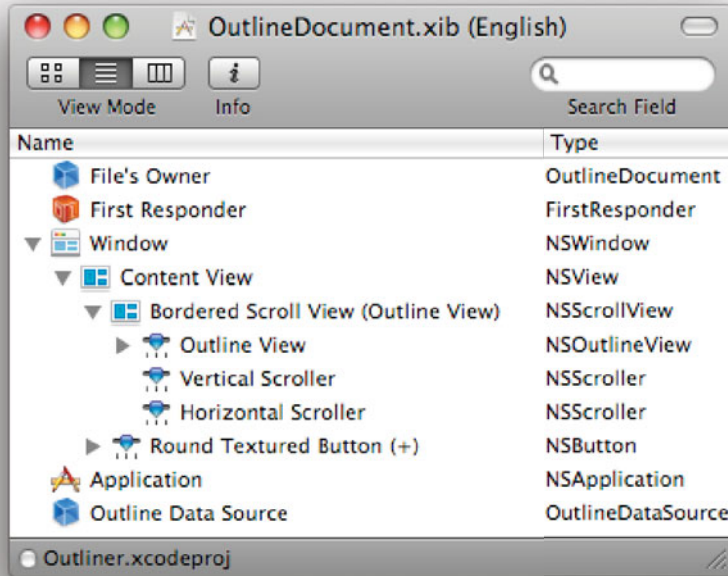 OutlineDocument.xib (English)
View Mode Info Search Field
Name Type
File's Owner OutlineDocument
First Responder FirstResponder
Window NSWindow
Content View NSView
Bordered Scroll View (Outline View) NSScrollView
Outline View NSOutlineView
Vertical Scroller NSScroller
Horizontal Scroller NSScroller
Round Textured Button (+) NSButton
Application NSApplication
Outline Data Source OutlineDataSource
Outliner.xcodeproj